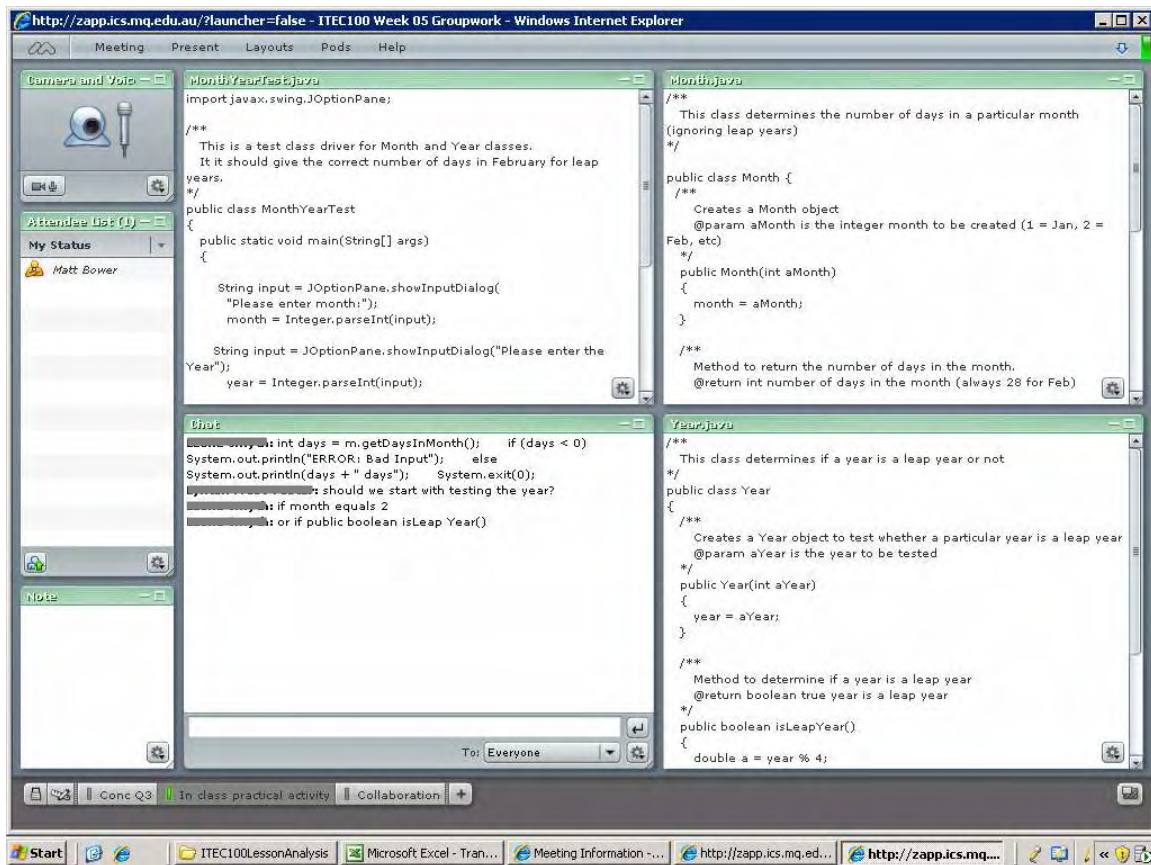 http://zapp.ics.mq.edu.au/?launcher=false - ITEC100 Week 05 Groupwork - Windows Internet Explorer
Meeting Present Layouts Pods Help
Camera and Voic
Attendee List (1)
My Status
Matt Bower
Note
MonthYearTest.java
import javax.swing.JOptionPane;
/**
This is a test class driver for Month and Year classes.
It it should give the correct number of days in February for leap
years.
*/
public class MonthYearTest
{
public static void main(String[] args)
{
String input = JOptionPane.showInputDialog(
"Please enter month:");
month = Integer.parseInt(input);
String input = JOptionPane.showInputDialog("Please enter the
Year");
year = Integer.parseInt(input);
Month.java
/**
This class determines the number of days in a particular month
(ignoring leap years)
*/
public class Month {
/**
Creates a Month object
@param aMonth is the integer month to be created (1 = Jan, 2 =
Feb, etc)
*/
public Month(int aMonth)
{
month = aMonth;
}
/**
Method to return the number of days in the month.
@return int number of days in the month (always 28 for Feb)
Chat
: int days = m.getDaysInMonth(); if (days < 0)
System.out.println("ERROR: Bad Input"); else
System.out.println(days + " days"); System.exit(0);
: should we start with testing the year?
: if month equals 2
: or if public boolean isLeap Year()
To: Everyone
Year.java
/**
This class determines if a year is a leap year or not
*/
public class Year
{
/**
Creates a Year object to test whether a particular year is a leap year
@param aYear is the year to be tested
*/
public Year(int aYear)
{
year = aYear;
}
/**
Method to determine if a year is a leap year
@return boolean true year is a leap year
*/
public boolean isLeapYear()
{
double a = year % 4;
Conc Q3 In class practical activity Collaboration +
Start ITEC100LessonAnalysis Microsoft Excel - Tran... Meeting Information -... http://zapp.ics.mq.ed... http://zapp.ics.mq....